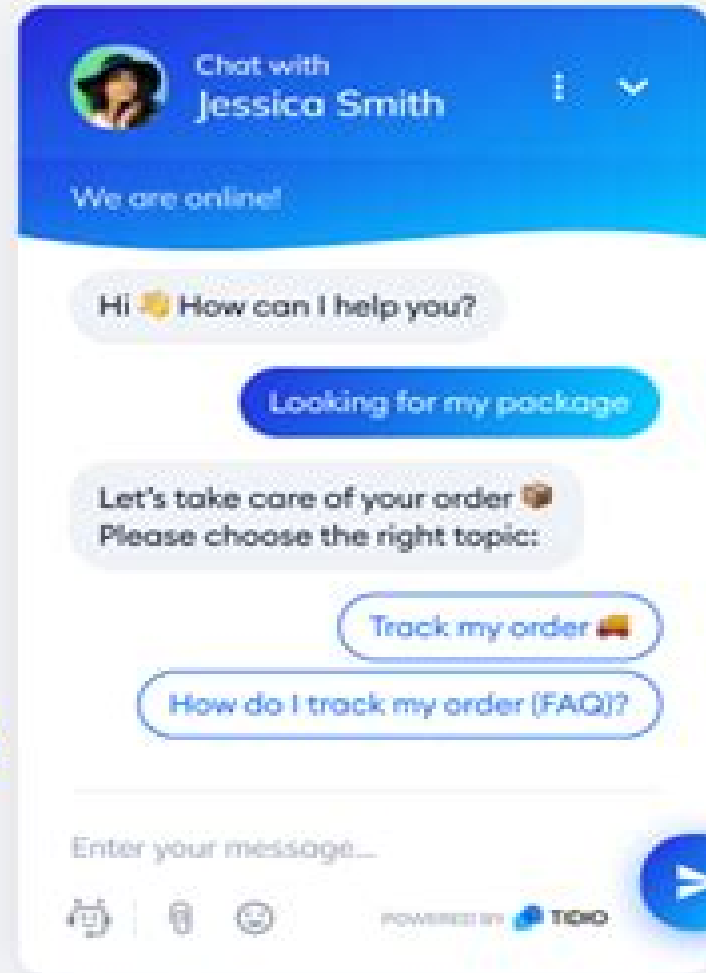 Chat with
Jessica Smith
We are online!
Hi 👋 How can I help you?
Looking for my package
Let's take care of your order 📦
Please choose the right topic:
Track my order 🚚
How do I track my order (FAQ)?
Enter your message...
POWERED BY TIDIO